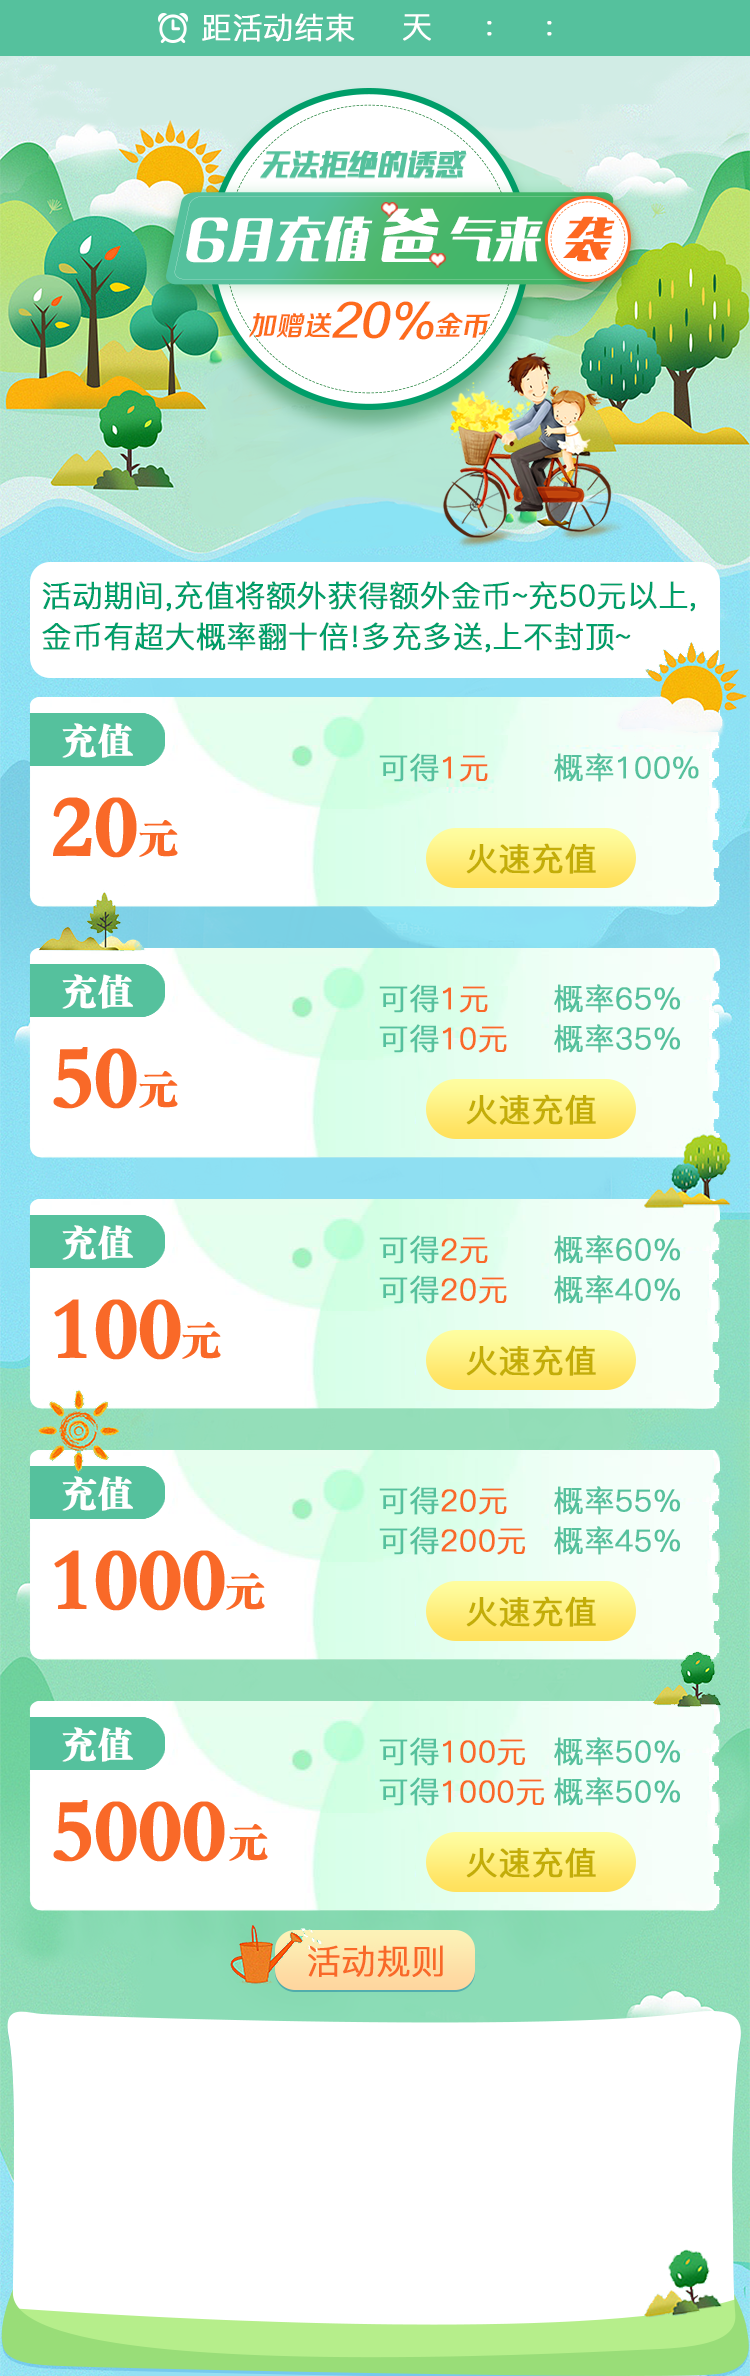 距活动结束 天 : :
无法拒绝的诱惑
6月充值爸气来袭
加赠送20%金币
活动期间,充值将额外获得额外金币~充50元以上,
金币有超大概率翻十倍!多充多送,上不封顶~
充值
20元
可得1元 概率100%
火速充值
充值
50元
可得1元 概率65%
可得10元 概率35%
火速充值
充值
100元
可得2元 概率60%
可得20元 概率40%
火速充值
充值
1000元
可得20元 概率55%
可得200元 概率45%
火速充值
充值
5000元
可得100元 概率50%
可得1000元 概率50%
火速充值
活动规则